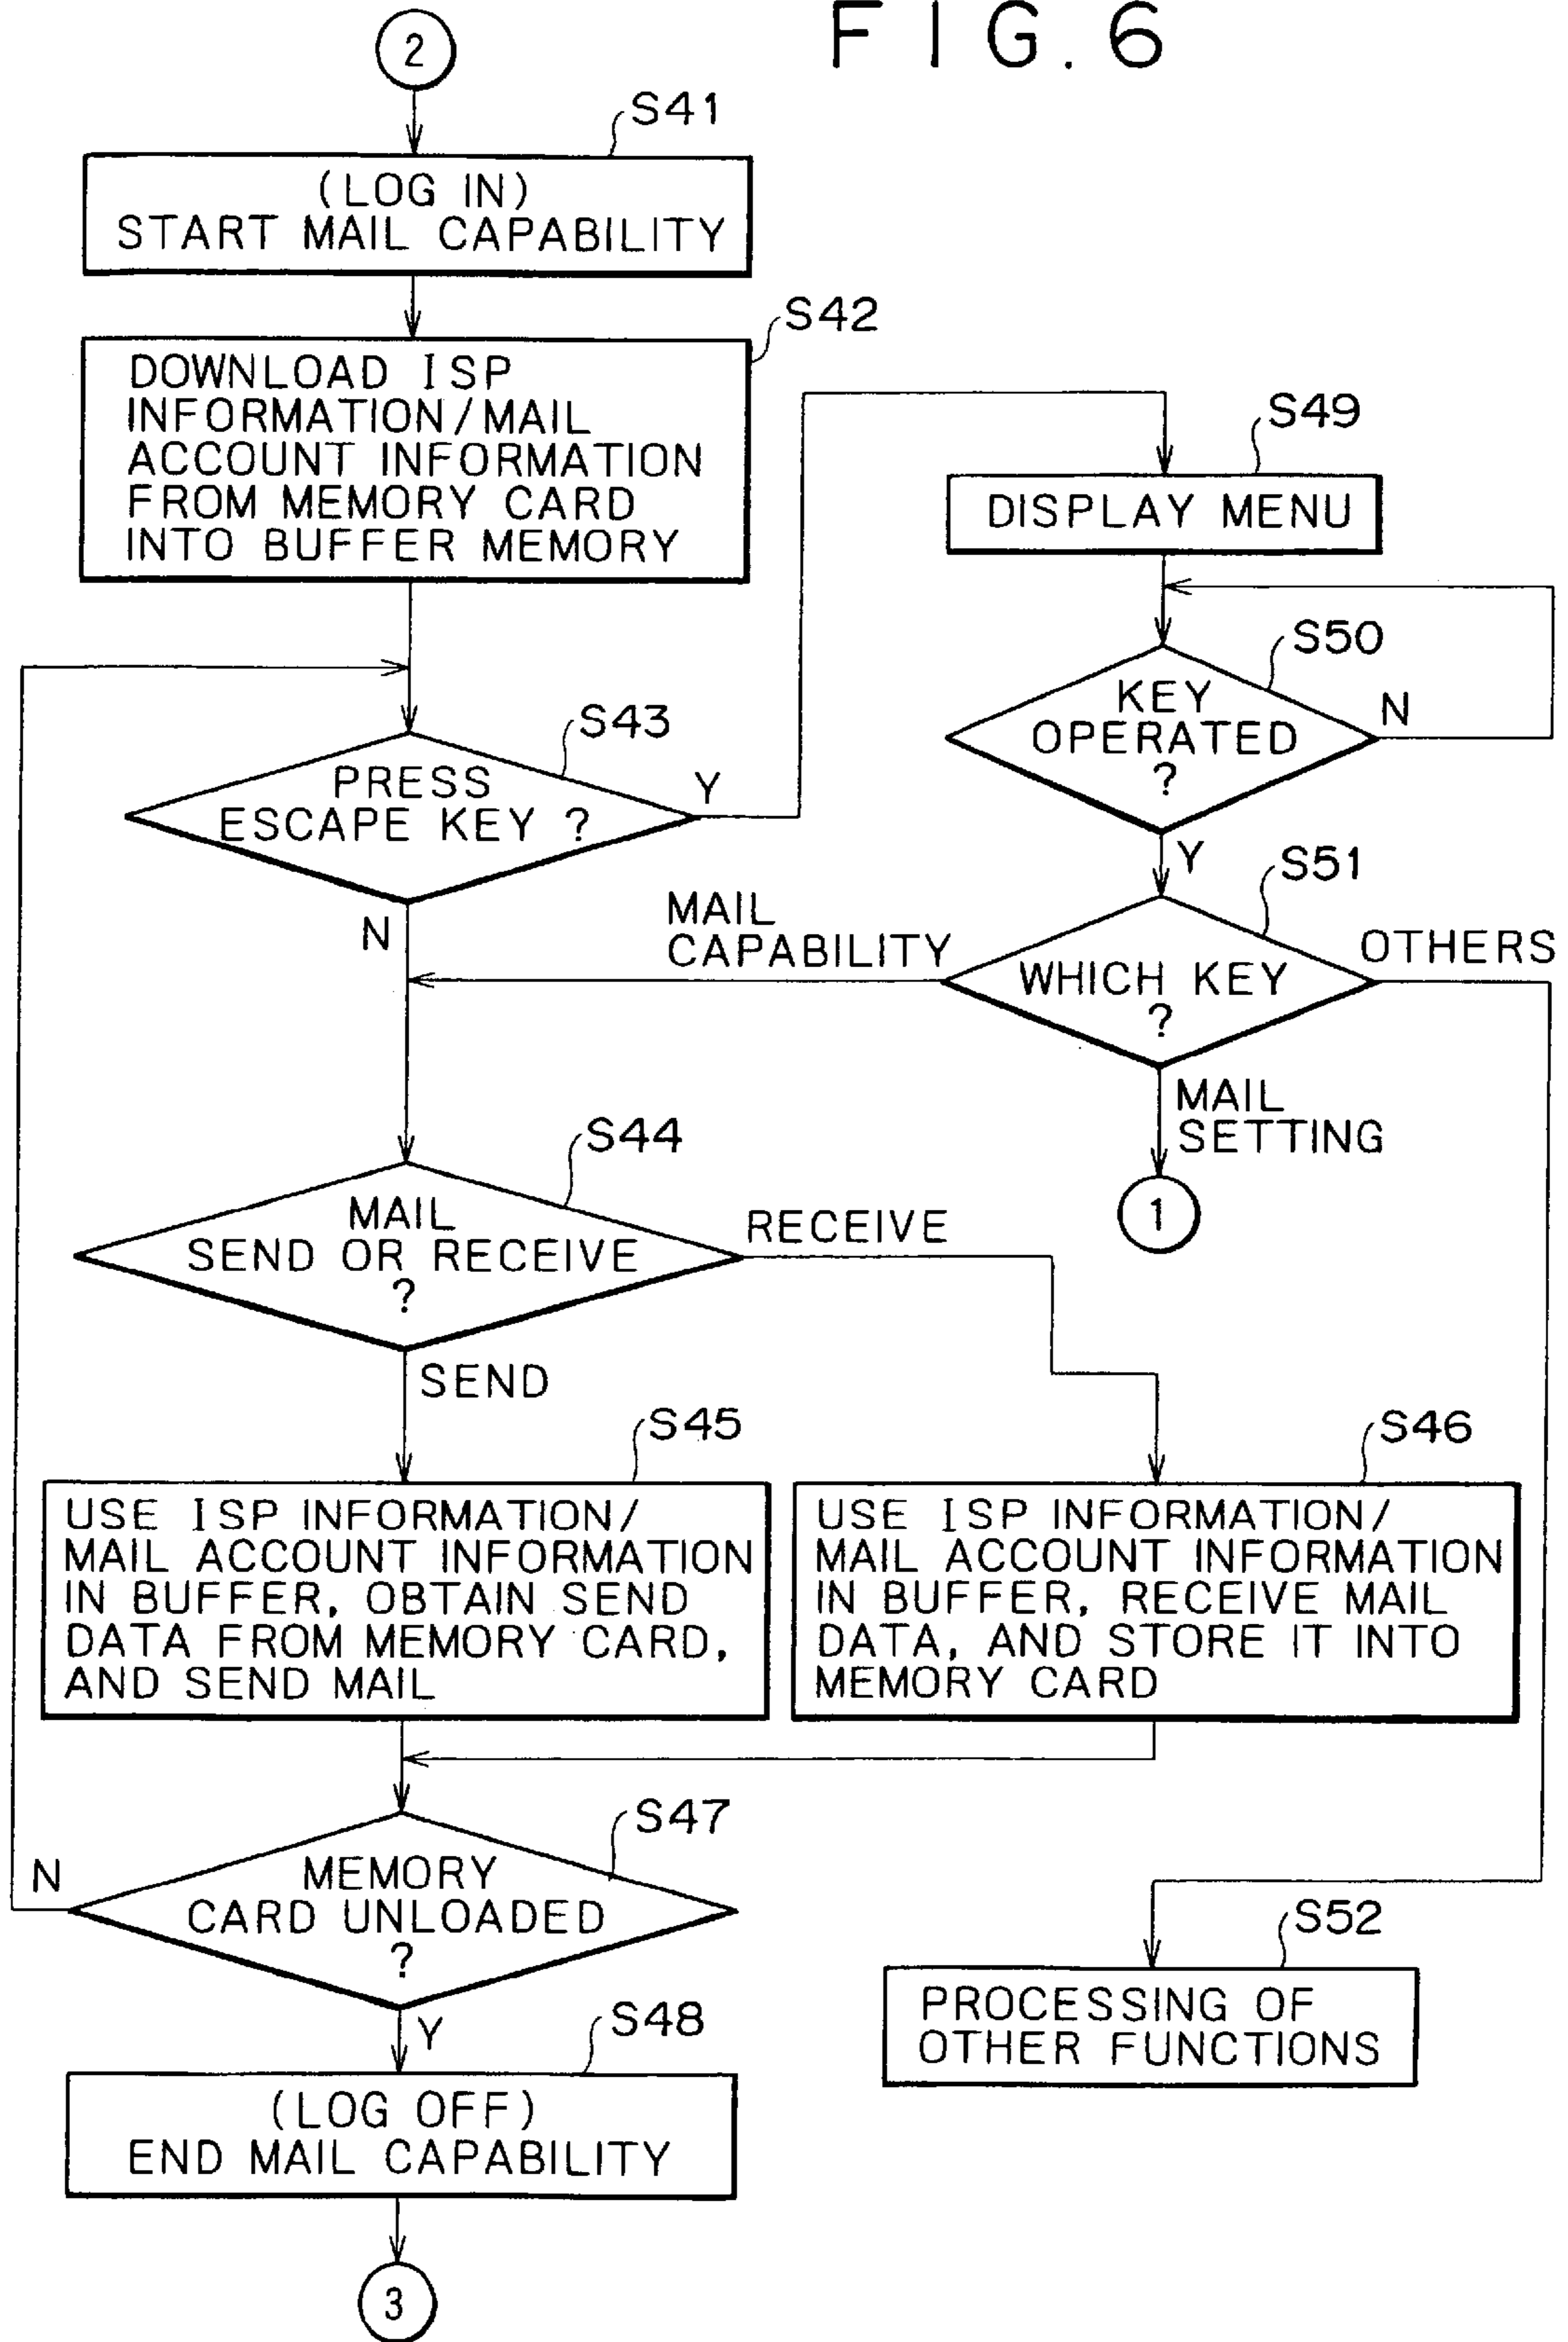 FIG. 6
2
S41
(LOG IN)
START MAIL CAPABILITY
S42
DOWNLOAD ISP
INFORMATION/MAIL
ACCOUNT INFORMATION
FROM MEMORY CARD
INTO BUFFER MEMORY
S43
PRESS
ESCAPE KEY ?
Y
N
S49
DISPLAY MENU
S50
KEY
OPERATED
?
N
Y
S51
WHICH KEY
?
MAIL
CAPABILITY
OTHERS
MAIL
SETTING
1
S44
MAIL
SEND OR RECEIVE
?
RECEIVE
SEND
S45
USE ISP INFORMATION/
MAIL ACCOUNT INFORMATION
IN BUFFER, OBTAIN SEND
DATA FROM MEMORY CARD,
AND SEND MAIL
S46
USE ISP INFORMATION/
MAIL ACCOUNT INFORMATION
IN BUFFER, RECEIVE MAIL
DATA, AND STORE IT INTO
MEMORY CARD
S47
MEMORY
CARD UNLOADED
?
N
Y
S48
(LOG OFF)
END MAIL CAPABILITY
3
S52
PROCESSING OF
OTHER FUNCTIONS